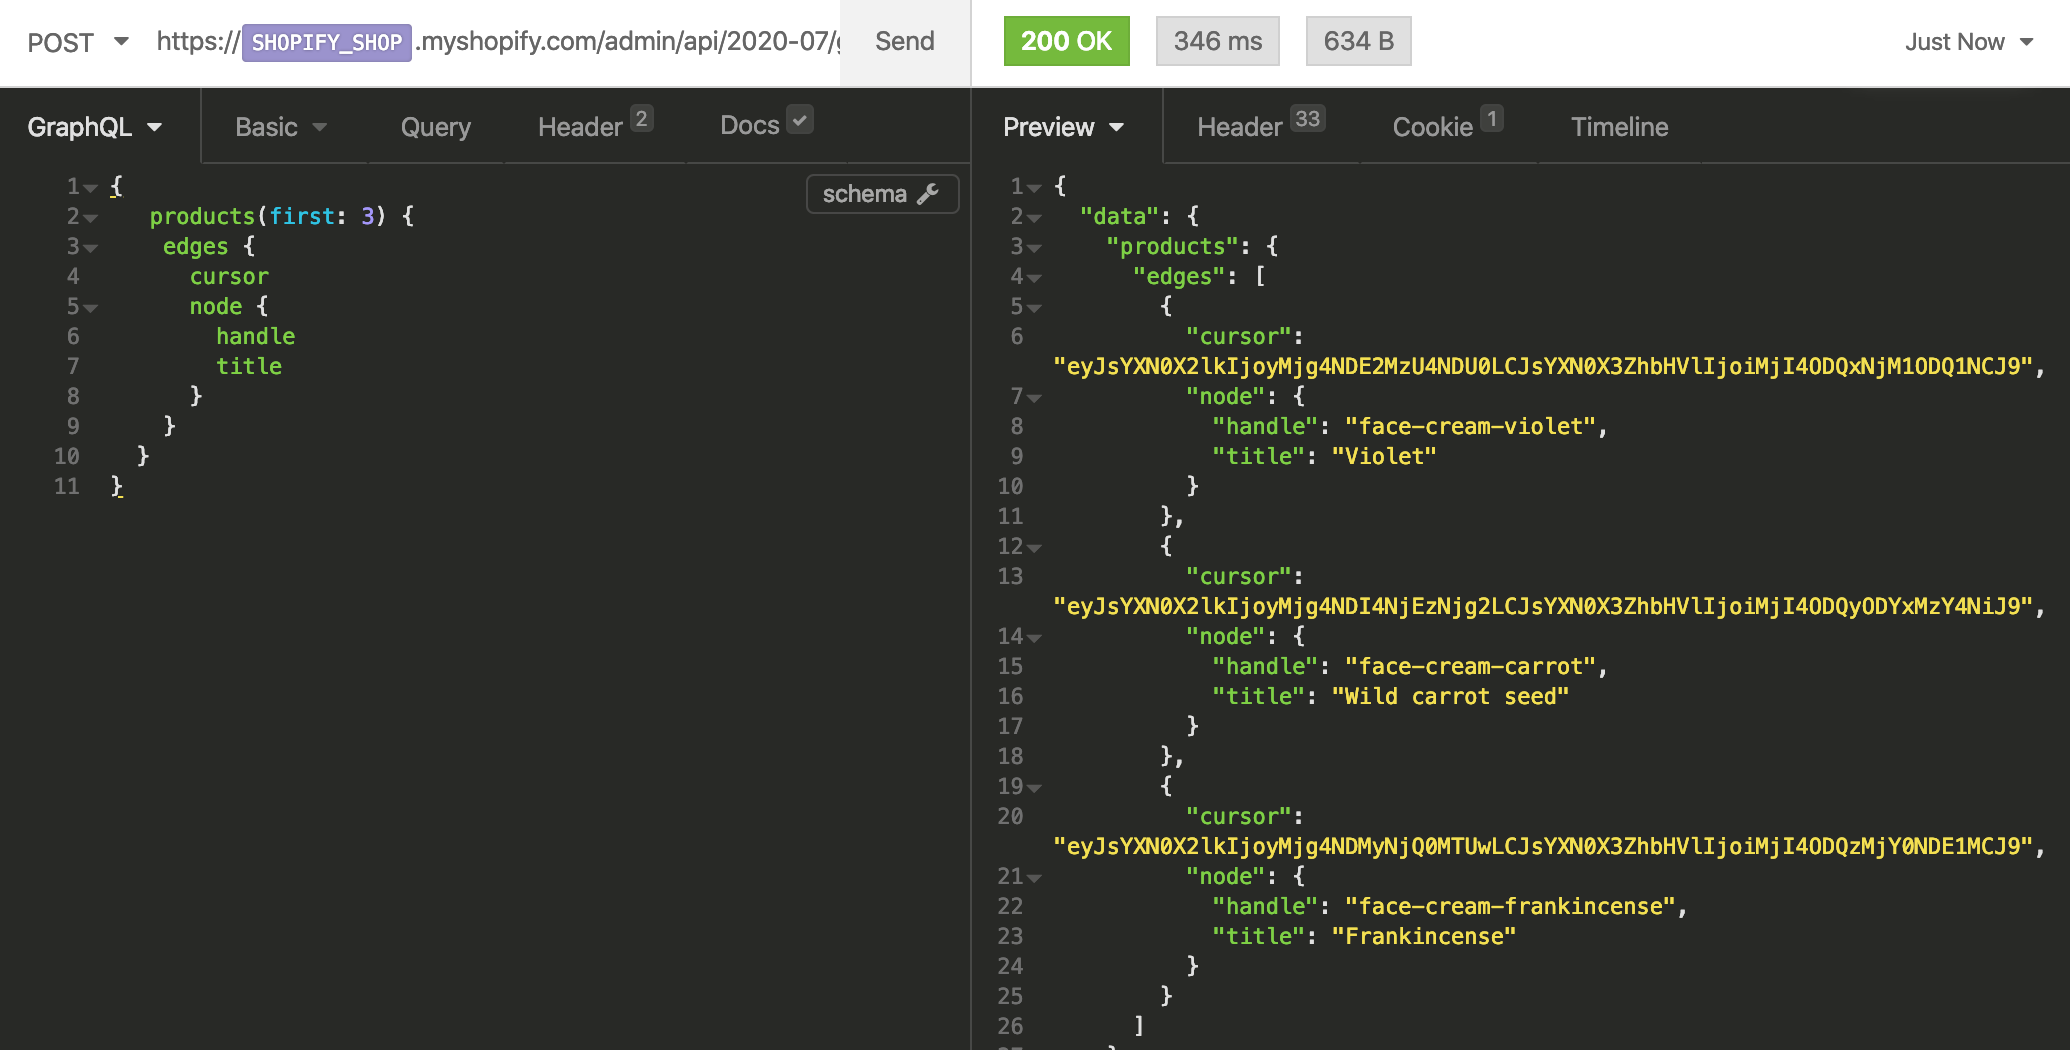 POST https://SHOPIFY_SHOP.myshopify.com/admin/api/2020-07/ Send
200 OK 346 ms 634 B Just Now
GraphQL Basic Query Header 2 Docs
schema
1 {
2 products(first: 3) {
3 edges {
4 cursor
5 node {
6 handle
7 title
8 }
9 }
10 }
11 }
Preview Header 33 Cookie 1 Timeline
1 {
2 "data": {
3 "products": {
4 "edges": [
5 {
6 "cursor":
"eyJsYXN0X2lkIjoyMjg4NDE2MzU4NDU0LCJsYXN0X3ZhbHVlIjoiMjI4ODQxNjM1ODQ1NCJ9",
7 "node": {
8 "handle": "face-cream-violet",
9 "title": "Violet"
10 }
11 },
12 {
13 "cursor":
"eyJsYXN0X2lkIjoyMjg4NDI4NjEzNjg2LCJsYXN0X3ZhbHVlIjoiMjI4ODQyODYxMzY4NiJ9",
14 "node": {
15 "handle": "face-cream-carrot",
16 "title": "Wild carrot seed"
17 }
18 },
19 {
20 "cursor":
"eyJsYXN0X2lkIjoyMjg4NDMyNjQ0MTUwLCJsYXN0X3ZhbHVlIjoiMjI4ODQzMjY0NDE1MCJ9",
21 "node": {
22 "handle": "face-cream-frankincense",
23 "title": "Frankincense"
24 }
25 }
26 ]